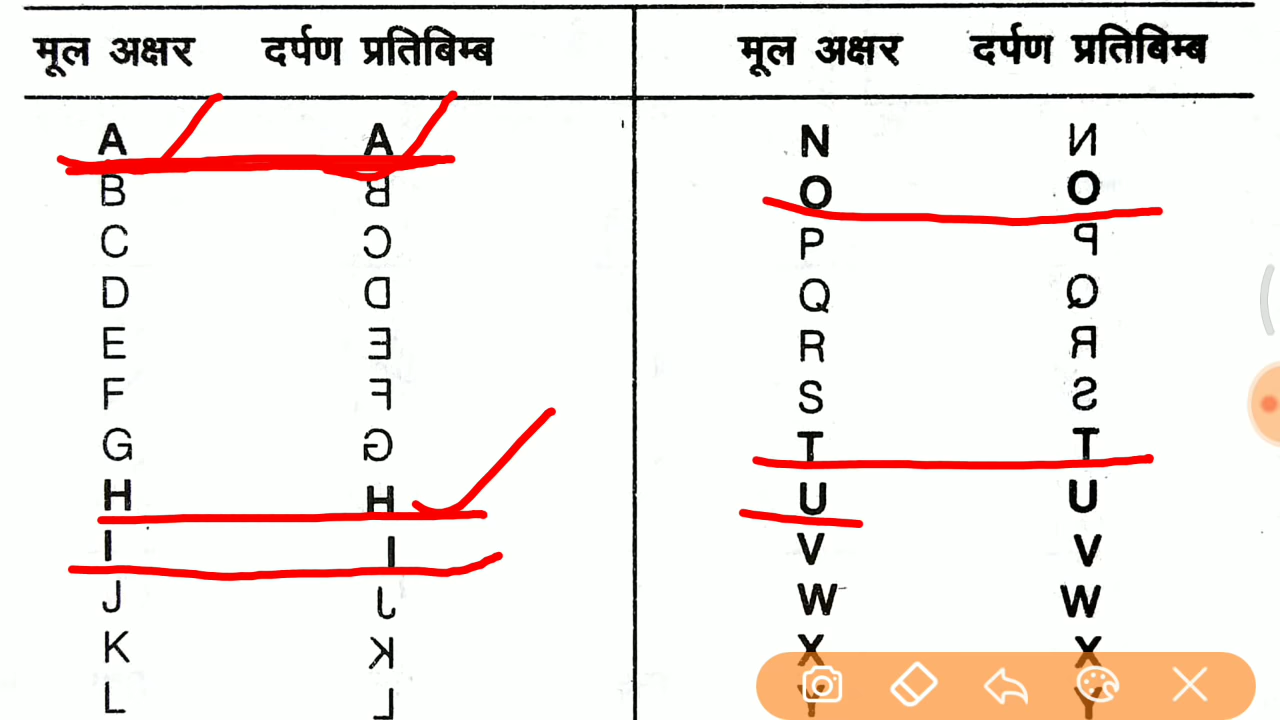 मूल अक्षर दर्पण प्रतिबिम्ब
A A
B ᙠ
C Ɔ
D ᗡ
E Ǝ
F ꟻ
G
H H
I I
J Ⴑ
K ꓘ
L ⅃
मूल अक्षर दर्पण प्रतिबिम्ब
N И
O O
P ꟼ
Q
R Я
S Ƨ
T T
U U
V V
W W
X X
Y Y